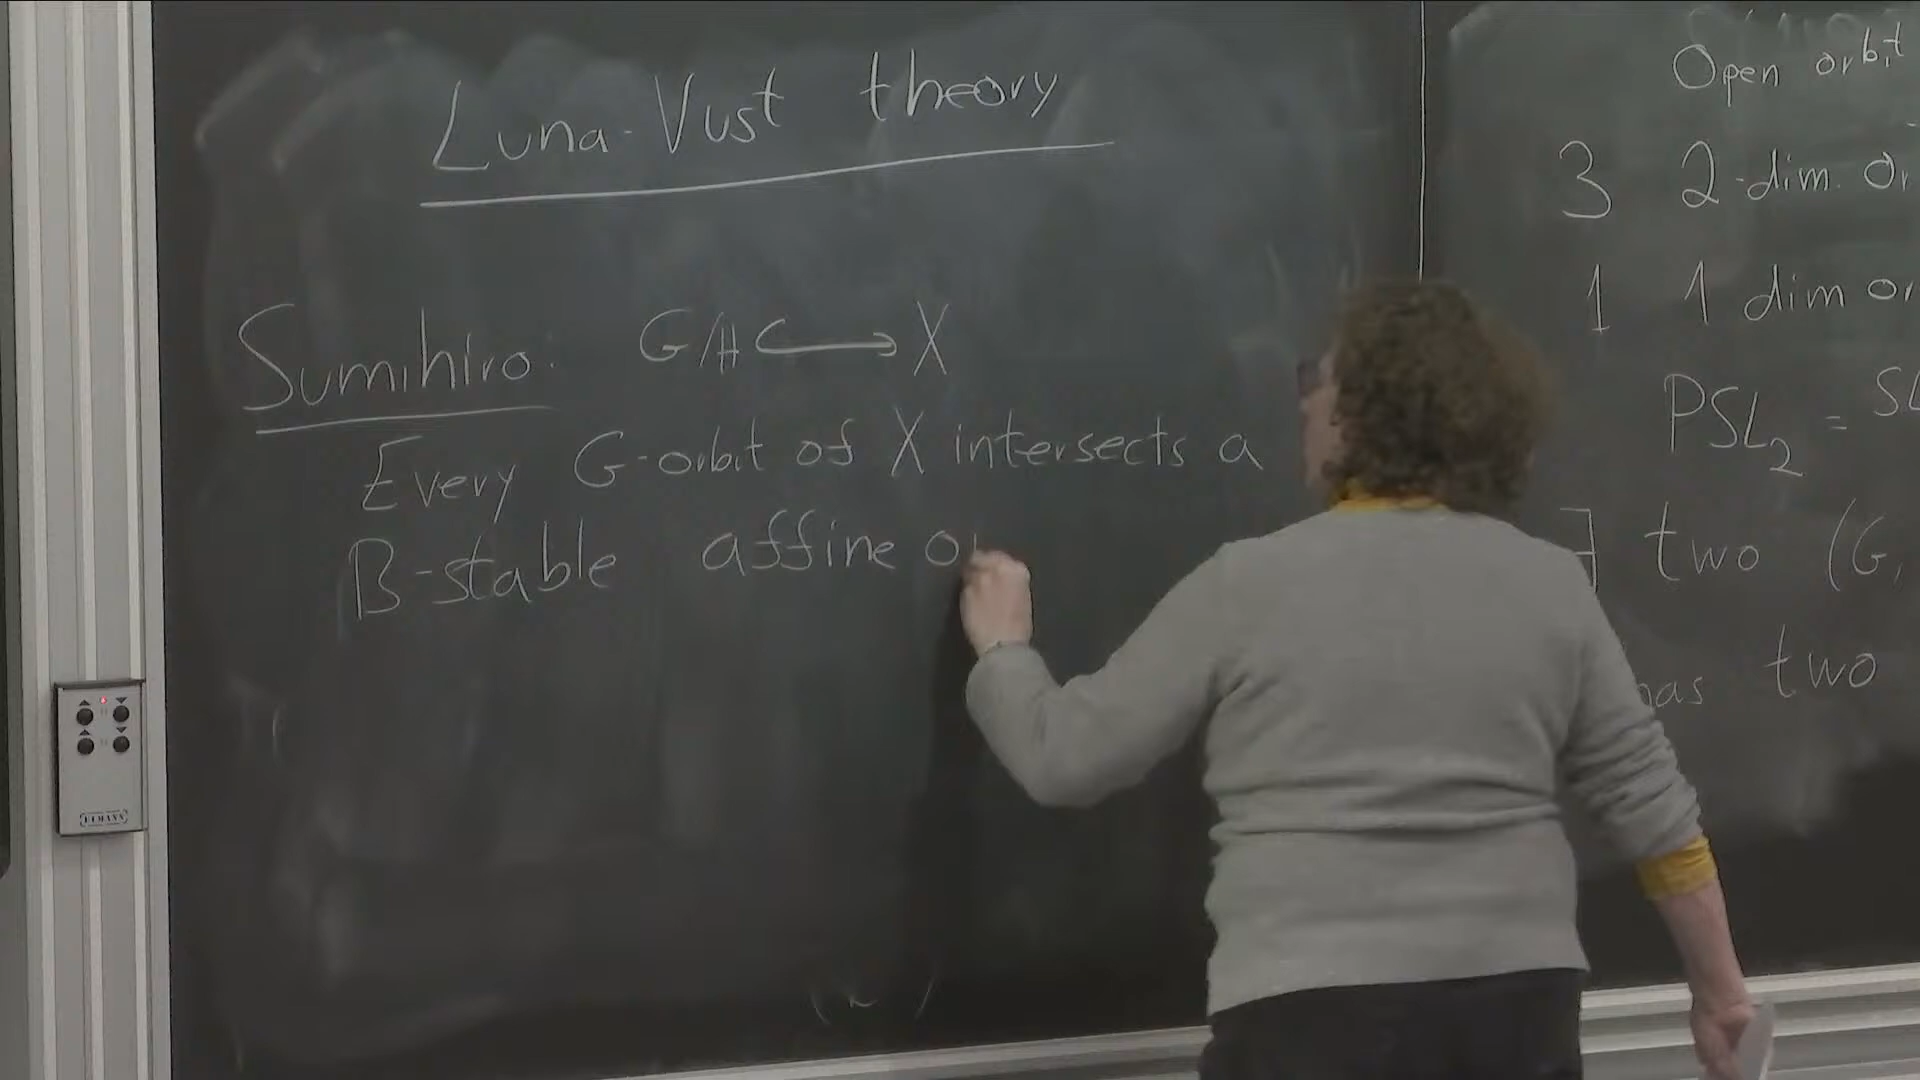 Luna-Vust theory
Sumihiro: G/H ↪ X
Every G-orbit of X intersects a
B-stable affine
Open orbit
3 2-dim. Or
1 1 dim or
PSL₂ = SL
∃ two (G,
has two